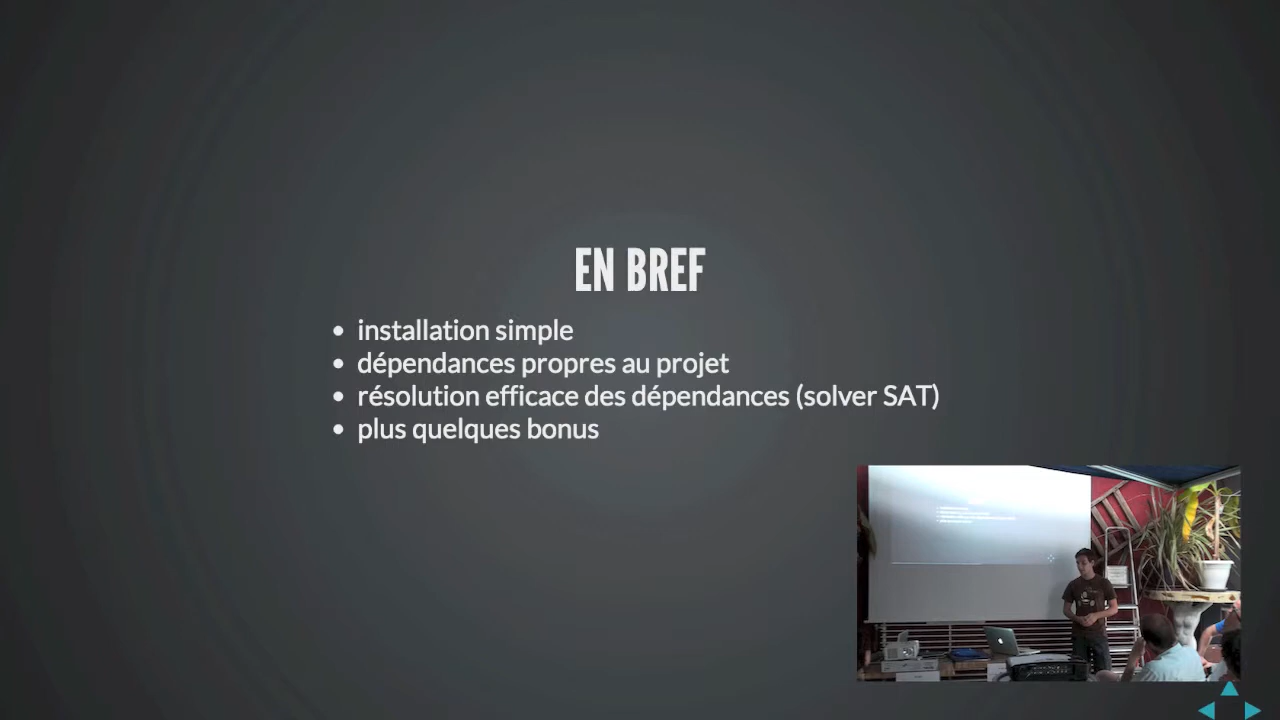 EN BREF
installation simple
dépendances propres au projet
résolution efficace des dépendances (solver SAT)
plus quelques bonus